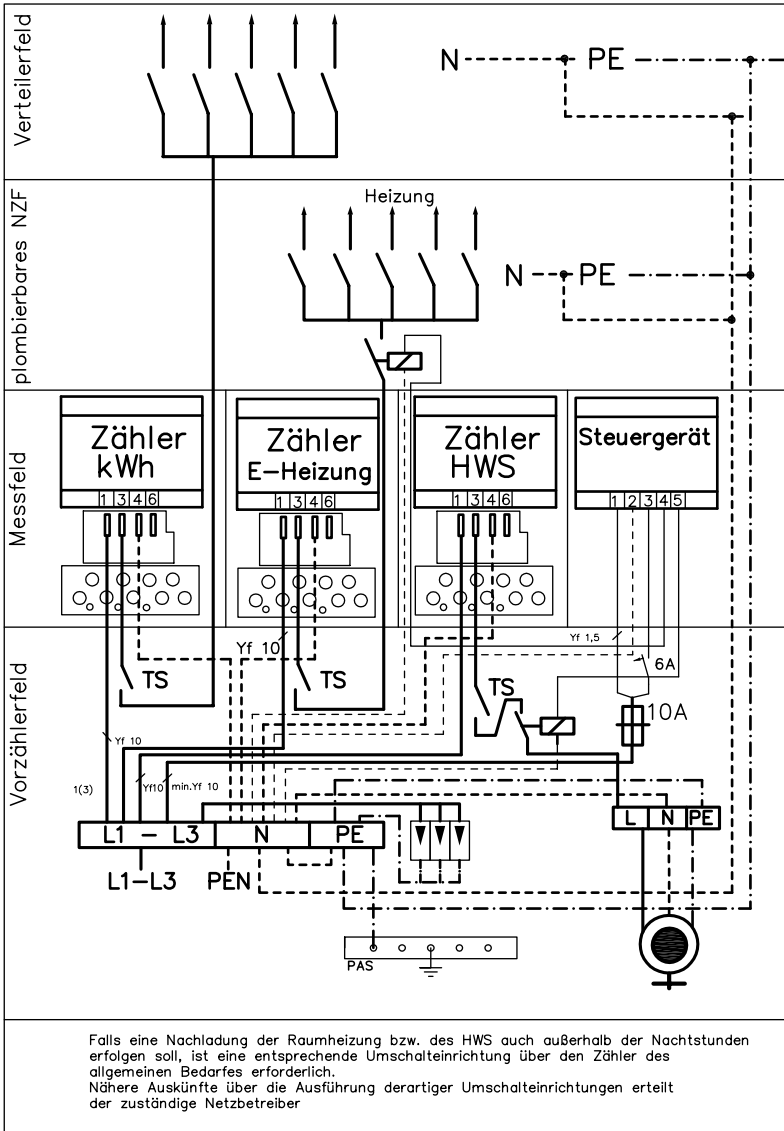 Verteilerfeld
N
PE
plombierbares NZF
Heizung
N
PE
Messfeld
Zähler
kWh
1 3 4 6
Zähler
E-Heizung
1 3 4 6
Zähler
HWS
1 3 4 6
Steuergerät
1 2 3 4 5
Vorzählerfeld
Yf 10
Yf 1,5
6A
TS
TS
TS
10A
Yf 10
1(3)
Yf10
min.Yf 10
L1 - L3
N
PE
L N PE
L1-L3
PEN
PAS
Falls eine Nachladung der Raumheizung bzw. des HWS auch außerhalb der Nachtstunden
erfolgen soll, ist eine entsprechende Umschalteinrichtung über den Zähler des
allgemeinen Bedarfes erforderlich.
Nähere Auskünfte über die Ausführung derartiger Umschalteinrichtungen erteilt
der zuständige Netzbetreiber